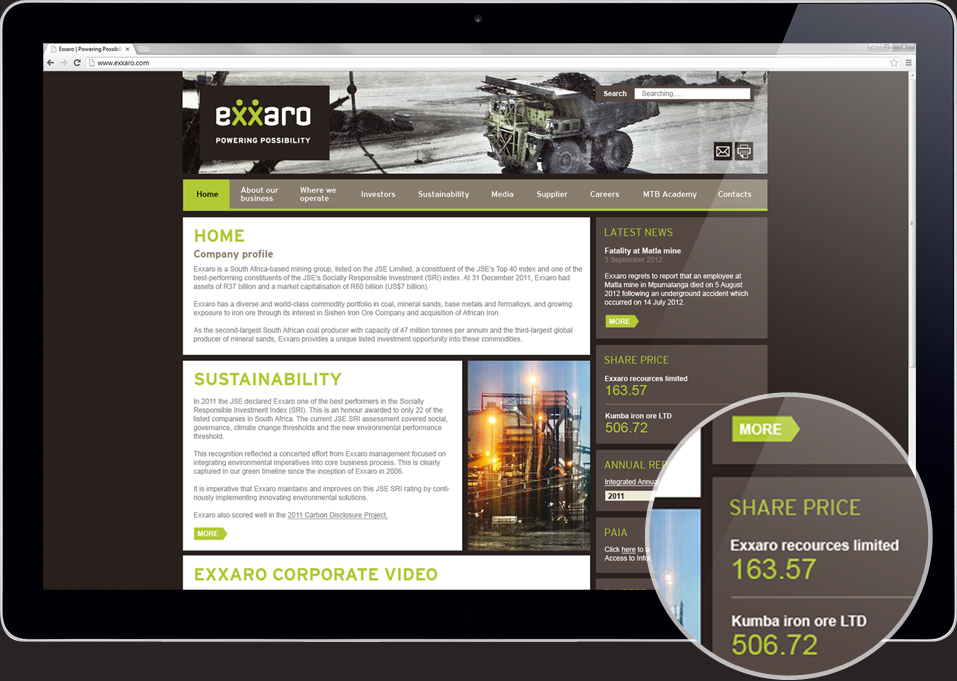 Exxaro | Powering Possibili
www.exxaro.com
Search
Searching....
exxaro
POWERING POSSIBILITY
Home
About our
business
Where we
operate
Investors
Sustainability
Media
Supplier
Careers
MTB Academy
Contacts
HOME
Company profile
Exxaro is a South Africa-based mining group, listed on the JSE Limited, a constituent of the JSE's Top 40 index and one of the
best-performing constituents of the JSE's Socially Responsible Investment (SRI) index. At 31 December 2011, Exxaro had
assets of R37 billion and a market capitalisation of R60 billion (US$7 billion).
Exxaro has a diverse and world-class commodity portfolio in coal, mineral sands, base metals and ferroalloys, and growing
exposure to iron ore through its interest in Sishen Iron Ore Company and acquisition of African Iron.
As the second-largest South African coal producer with capacity of 47 million tonnes per annum and the third-largest global
producer of mineral sands, Exxaro provides a unique listed investment opportunity into these commodities.
SUSTAINABILITY
In 2011 the JSE declared Exxaro one of the best performers in the Socially
Responsible Investment Index (SRI). This is an honour awarded to only 22 of the
listed companies in South Africa. The current JSE SRI assessment covered social,
governance, climate change thresholds and the new environmental performance
threshold.
This recognition reflected a concerted effort from Exxaro management focused on
integrating environmental imperatives into core business process. This is clearly
captured in our green timeline since the inception of Exxaro in 2006.
It is imperative that Exxaro maintains and improves on this JSE SRI rating by conti-
nously implementing innovating environmental solutions.
Exxaro also scored well in the 2011 Carbon Disclosure Project.
MORE
EXXARO CORPORATE VIDEO
LATEST NEWS
Fatality at Matla mine
3 September 2012
Exxaro regrets to report that an employee at
Matla mine in Mpumalanga died on 5 August
2012 following an underground accident which
occurred on 14 July 2012.
MORE
SHARE PRICE
Exxaro recources limited
163.57
Kumba iron ore LTD
506.72
ANNUAL REP
Integrated Annua
2011
PAIA
Click here to a
Access to Infor
MORE
SHARE PRICE
Exxaro recources limited
163.57
Kumba iron ore LTD
506.72